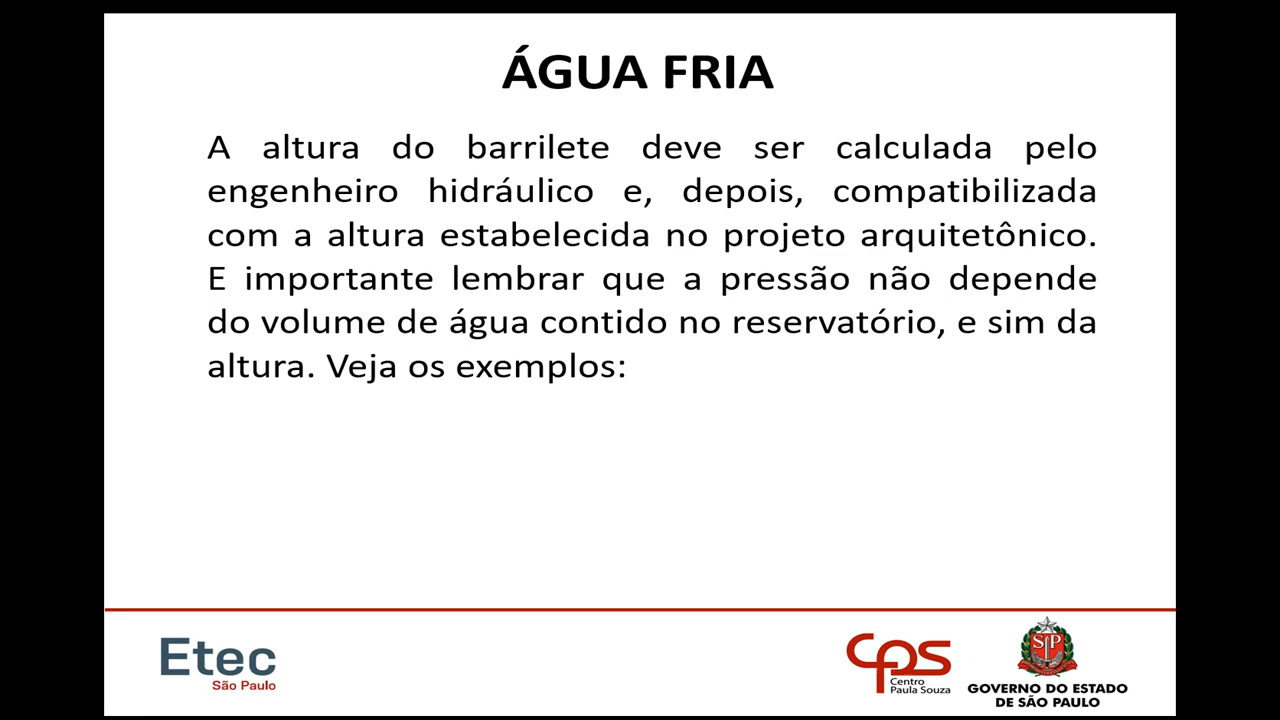 ÁGUA FRIA
A altura do barrilete deve ser calculada pelo
engenheiro hidráulico e, depois, compatibilizada
com a altura estabelecida no projeto arquitetônico.
E importante lembrar que a pressão não depende
do volume de água contido no reservatório, e sim da
altura. Veja os exemplos:
Etec
São Paulo
cps
Centro
Paula Souza
SP
GOVERNO DO ESTADO
DE SÃO PAULO